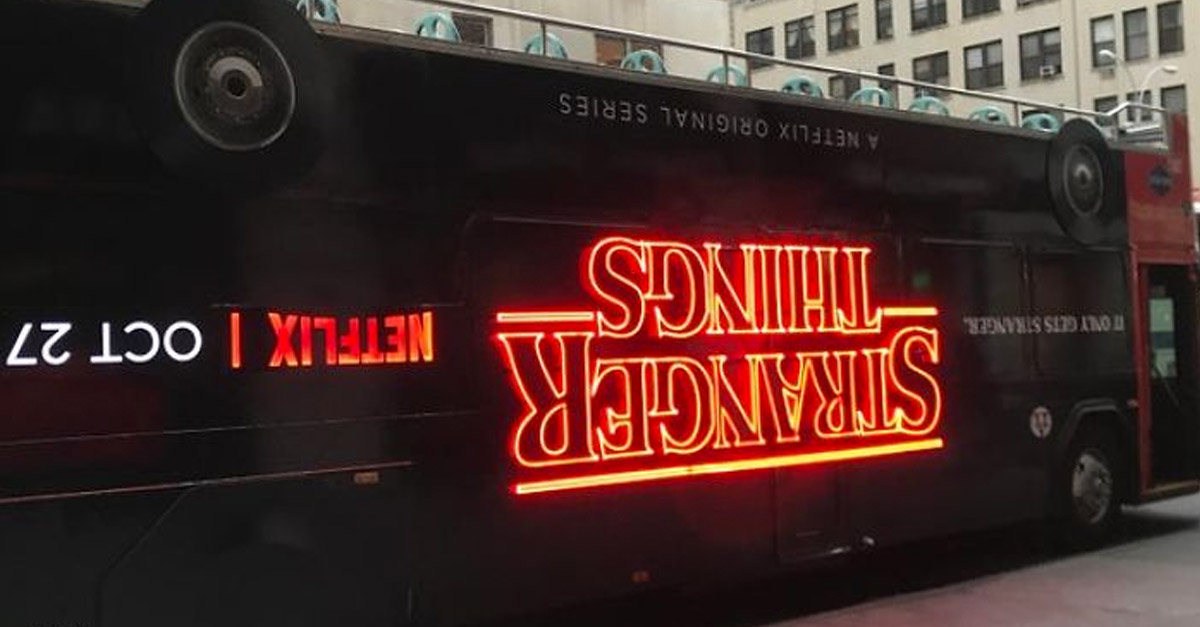 STRANGER
THINGS
A NETFLIX ORIGINAL SERIES
IT ONLY GETS STRANGER.
NETFLIX | OCT 27